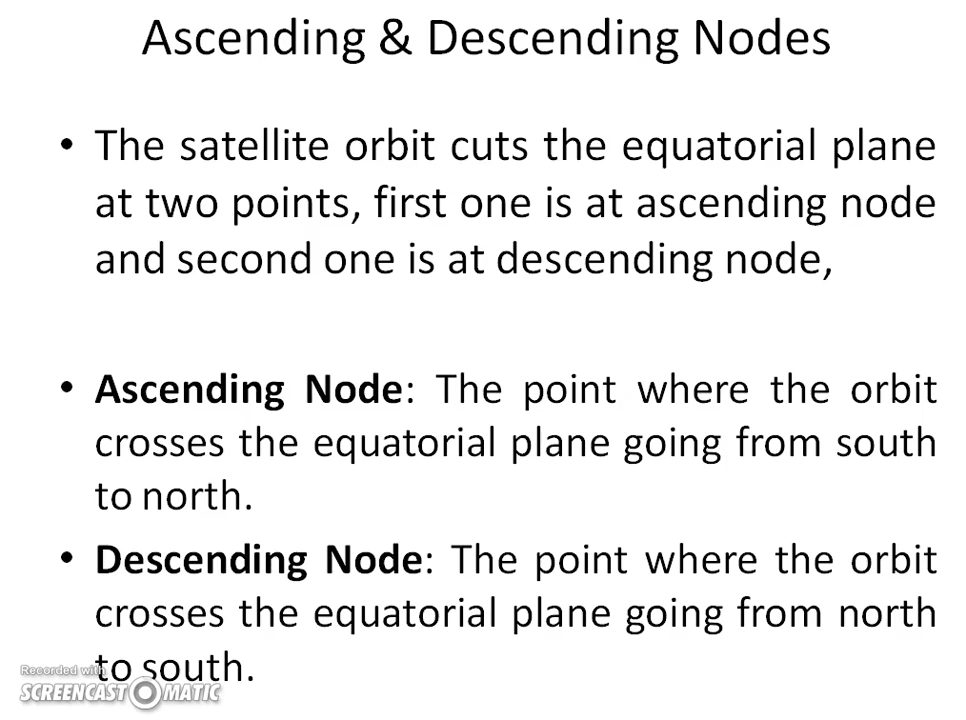 Ascending & Descending Nodes
• The satellite orbit cuts the equatorial plane
at two points, first one is at ascending node
and second one is at descending node,
• Ascending Node: The point where the orbit
crosses the equatorial plane going from south
to north.
• Descending Node: The point where the orbit
crosses the equatorial plane going from north
to south.
Recorded with
SCREENCAST-O-MATIC